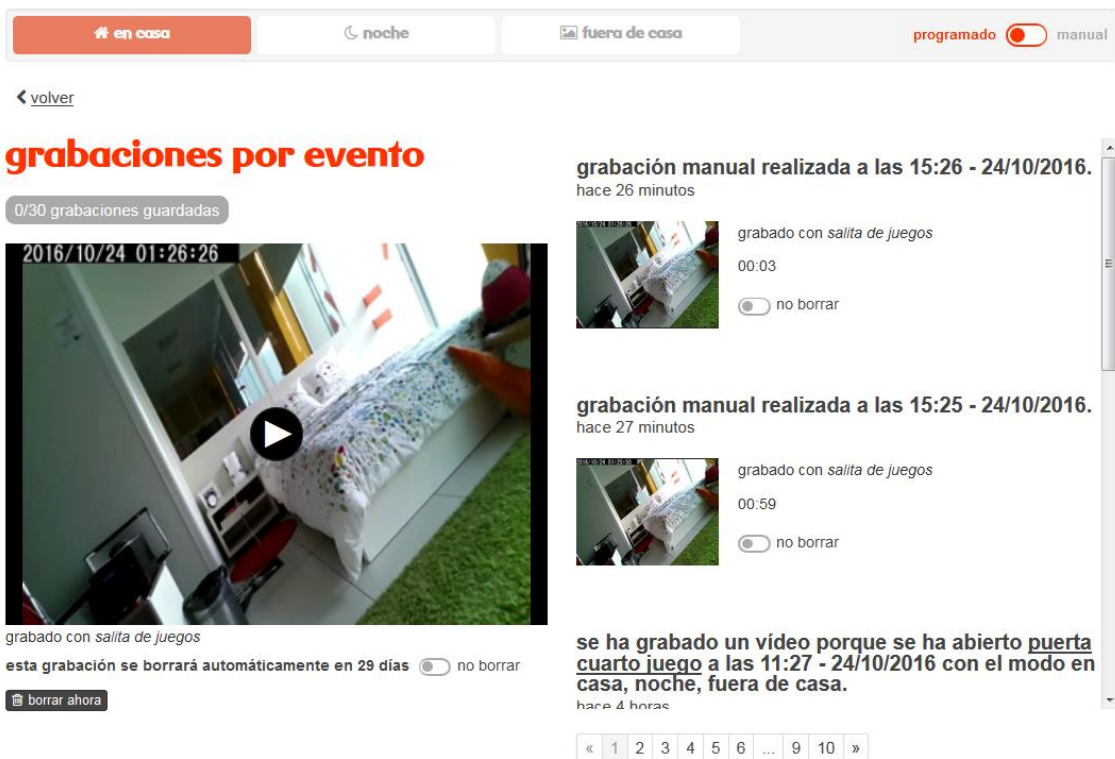 en casa
noche
fuera de casa
programado
manual
volver
grabaciones por evento
0/30 grabaciones guardadas
2016/10/24 01:26:26
grabado con salita de juegos
esta grabación se borrará automáticamente en 29 días
no borrar
borrar ahora
grabación manual realizada a las 15:26 - 24/10/2016.
hace 26 minutos
grabado con salita de juegos
00:03
no borrar
grabación manual realizada a las 15:25 - 24/10/2016.
hace 27 minutos
grabado con salita de juegos
00:59
no borrar
se ha grabado un vídeo porque se ha abierto puerta
cuarto juego a las 11:27 - 24/10/2016 con el modo en
casa, noche, fuera de casa.
hace 4 horas
« 1 2 3 4 5 6 ... 9 10 »